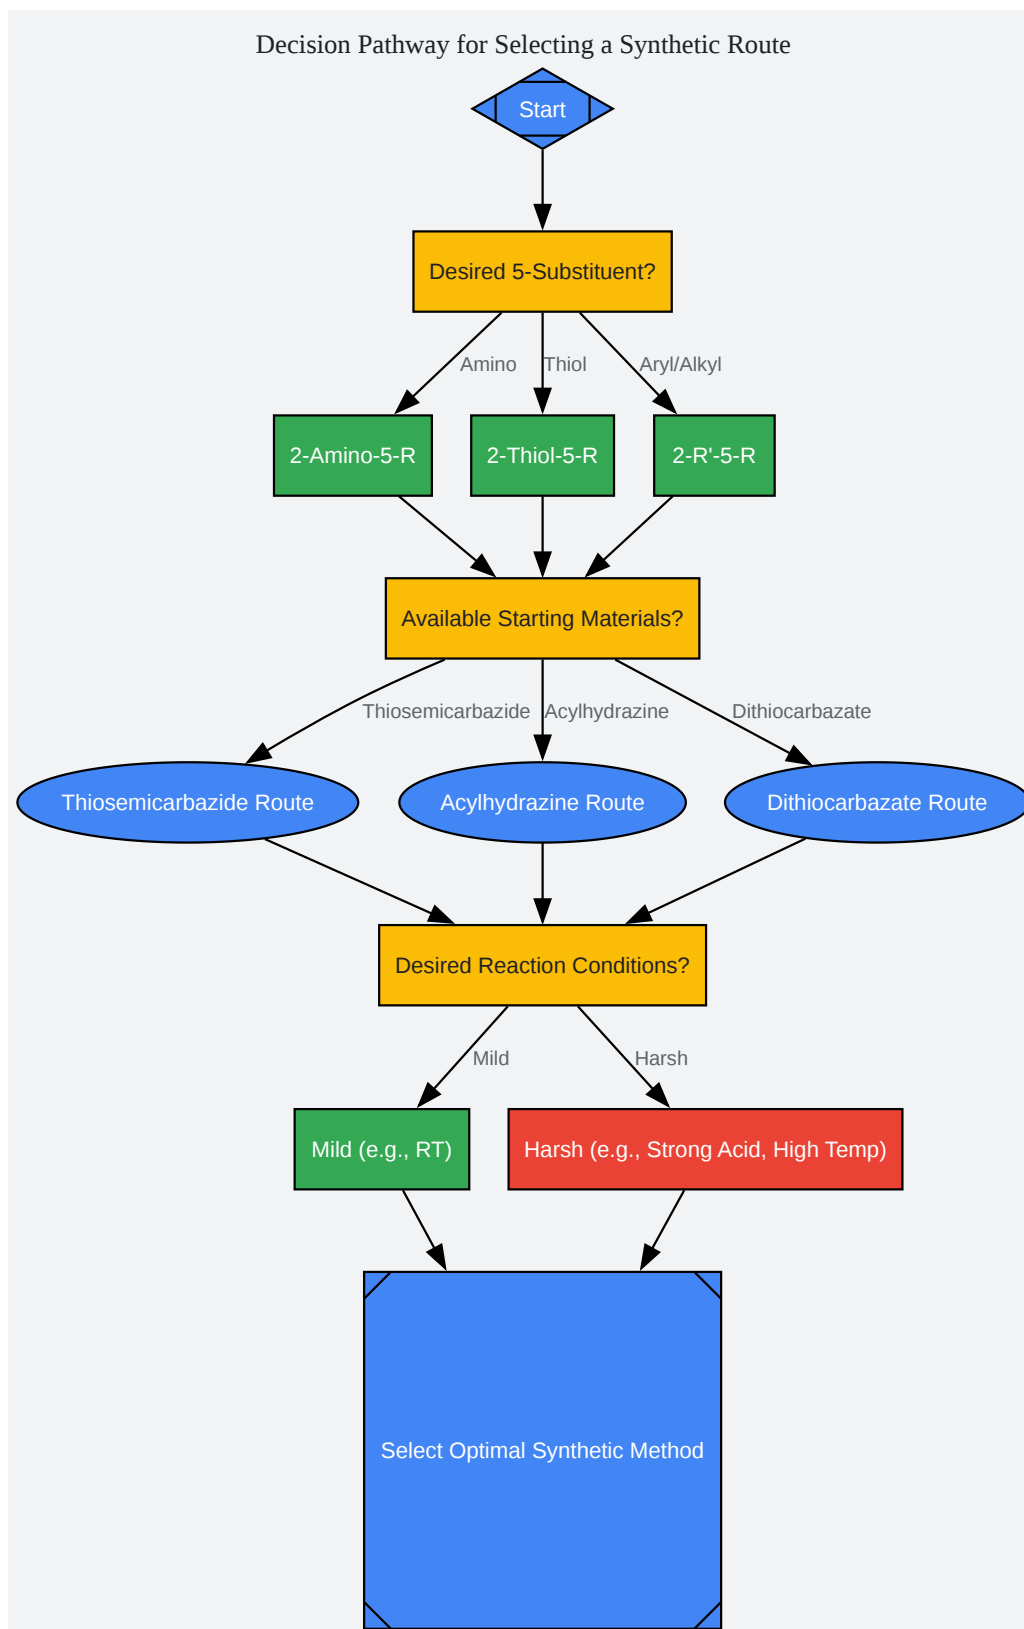 Decision Pathway for Selecting a Synthetic Route
Start
Desired 5-Substituent?
Amino
Thiol
Aryl/Alkyl
2-Amino-5-R
2-Thiol-5-R
2-R'-5-R
Available Starting Materials?
Thiosemicarbazide
Acylhydrazine
Dithiocarbazate
Thiosemicarbazide Route
Acylhydrazine Route
Dithiocarbazate Route
Desired Reaction Conditions?
Mild
Harsh
Mild (e.g., RT)
Harsh (e.g., Strong Acid, High Temp)
Select Optimal Synthetic Method